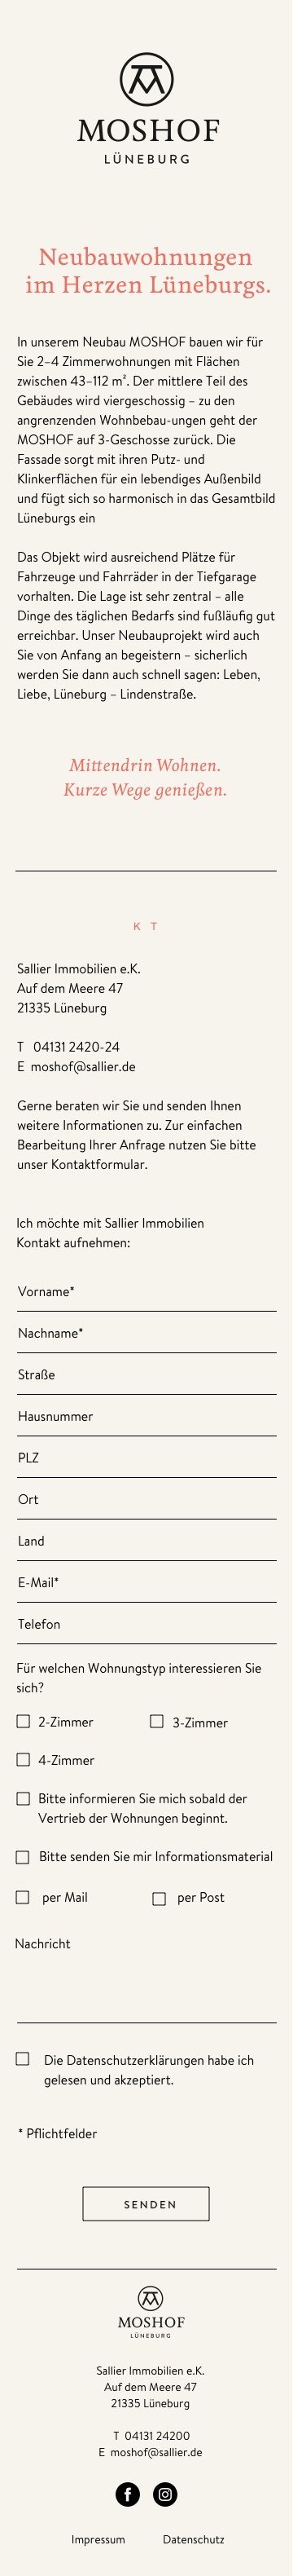 MOSHOF
LÜNEBURG
Neubauwohnungen
im Herzen Lüneburgs.
In unserem Neubau MOSHOF bauen wir für
Sie 2–4 Zimmerwohnungen mit Flächen
zwischen 43–112 m². Der mittlere Teil des
Gebäudes wird viergeschossig – zu den
angrenzenden Wohnbebau-ungen geht der
MOSHOF auf 3-Geschosse zurück. Die
Fassade sorgt mit ihren Putz- und
Klinkerflächen für ein lebendiges Außenbild
und fügt sich so harmonisch in das Gesamtbild
Lüneburgs ein
Das Objekt wird ausreichend Plätze für
Fahrzeuge und Fahrräder in der Tiefgarage
vorhalten. Die Lage ist sehr zentral – alle
Dinge des täglichen Bedarfs sind fußläufig gut
erreichbar. Unser Neubauprojekt wird auch
Sie von Anfang an begeistern – sicherlich
werden Sie dann auch schnell sagen: Leben,
Liebe, Lüneburg – Lindenstraße.
Mittendrin Wohnen.
Kurze Wege genießen.
K T
Sallier Immobilien e.K.
Auf dem Meere 47
21335 Lüneburg
T 04131 2420-24
E moshof@sallier.de
Gerne beraten wir Sie und senden Ihnen
weitere Informationen zu. Zur einfachen
Bearbeitung Ihrer Anfrage nutzen Sie bitte
unser Kontaktformular.
Ich möchte mit Sallier Immobilien
Kontakt aufnehmen:
Vorname*
Nachname*
Straße
Hausnummer
PLZ
Ort
Land
E-Mail*
Telefon
Für welchen Wohnungstyp interessieren Sie
sich?
2-Zimmer 3-Zimmer
4-Zimmer
Bitte informieren Sie mich sobald der
Vertrieb der Wohnungen beginnt.
Bitte senden Sie mir Informationsmaterial
per Mail per Post
Nachricht
Die Datenschutzerklärungen habe ich
gelesen und akzeptiert.
* Pflichtfelder
SENDEN
MOSHOF
LÜNEBURG
Sallier Immobilien e.K.
Auf dem Meere 47
21335 Lüneburg
T 04131 24200
E moshof@sallier.de
Impressum Datenschutz